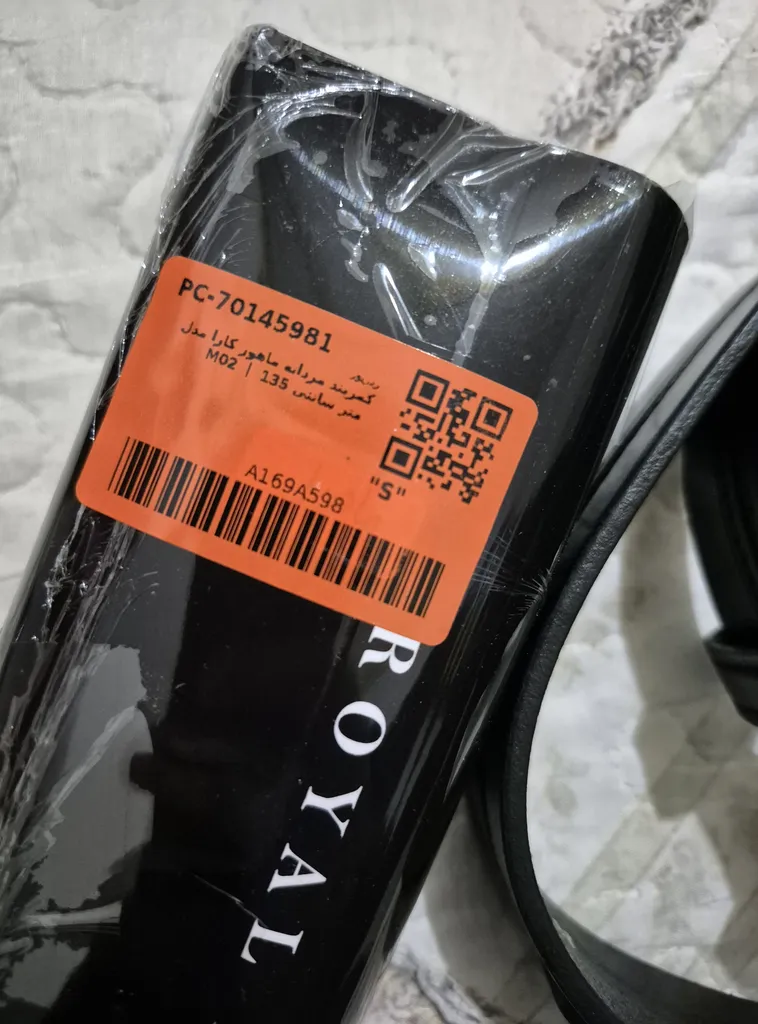 PC-70145981
کمربند مردانه ماهور کارا مدل
M02 | 135 متر سانتی
A169A598
"S"
ROYAL